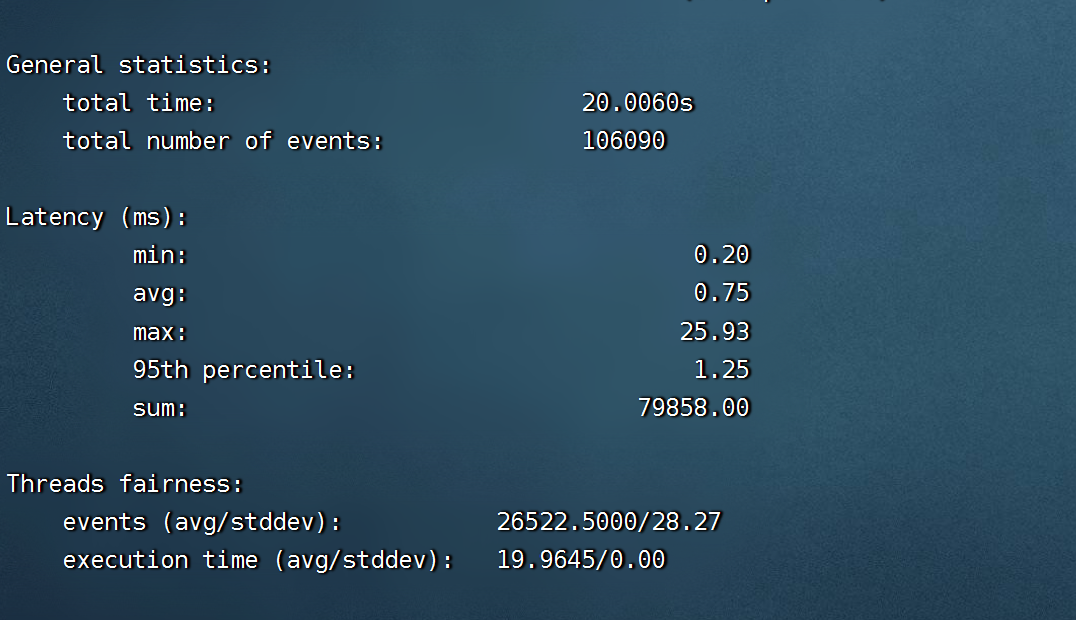 General statistics:
total time: 20.0060s
total number of events: 106090
Latency (ms):
min: 0.20
avg: 0.75
max: 25.93
95th percentile: 1.25
sum: 79858.00
Threads fairness:
events (avg/stddev): 26522.5000/28.27
execution time (avg/stddev): 19.9645/0.00